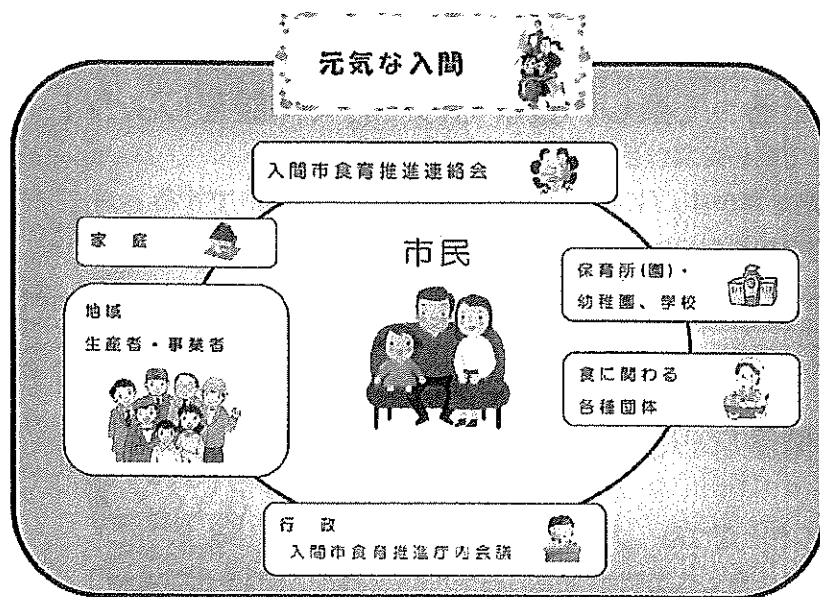 元気な入間
入間市食育推進連絡会
家 庭
市民
保育所(園)・
幼稚園、学校
地域
生産者・事業者
食に関わる
各種団体
行 政
入間市食育推進庁内会議